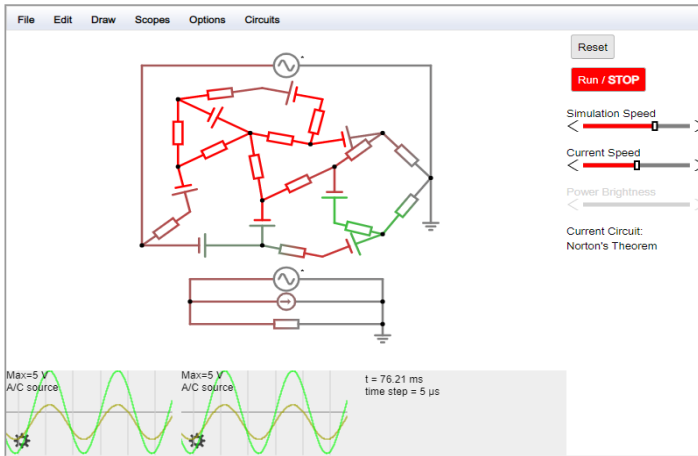 File Edit Draw Scopes Options Circuits
Reset
Run / STOP
Simulation Speed
Current Speed
Power Brightness
Current Circuit:
Norton's Theorem
Max=5 V
A/C source
Max=5 V
A/C source
t = 76.21 ms
time step = 5 μs